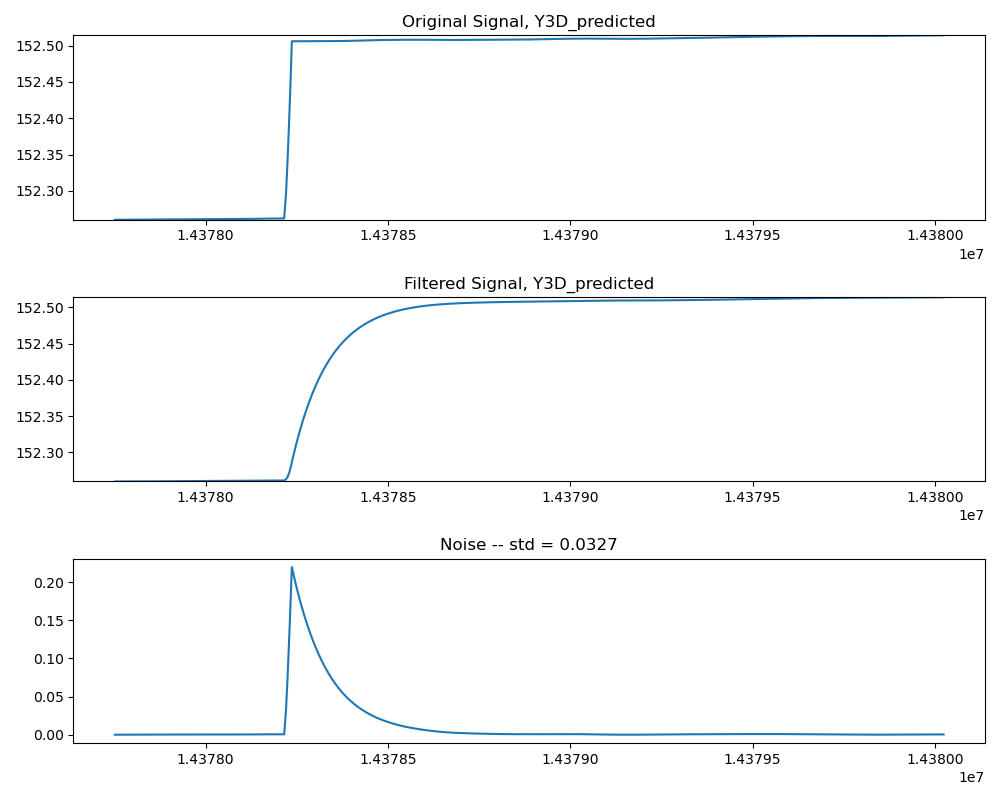 Original Signal, Y3D_predicted
152.50
152.45
152.40
152.35
152.30
1.43780 1.43785 1.43790 1.43795 1.43800
1e7
Filtered Signal, Y3D_predicted
152.50
152.45
152.40
152.35
152.30
1.43780 1.43785 1.43790 1.43795 1.43800
1e7
Noise -- std = 0.0327
0.20
0.15
0.10
0.05
0.00
1.43780 1.43785 1.43790 1.43795 1.43800
1e7